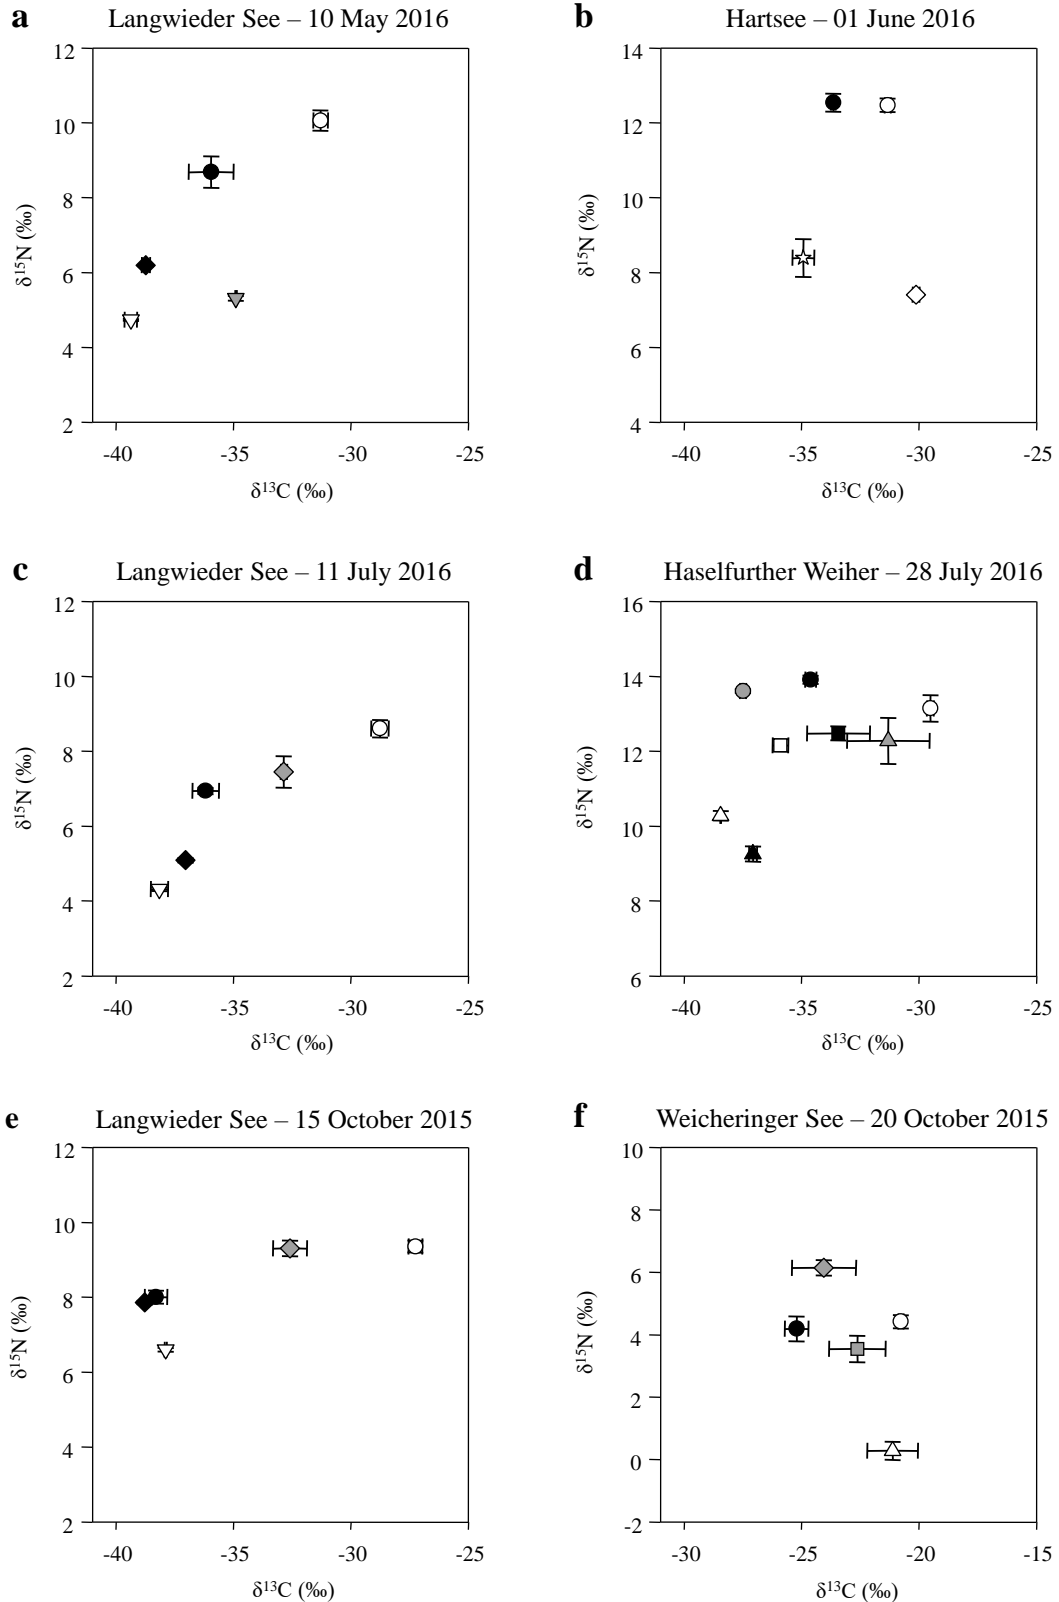 a Langwieder See – 10 May 2016
12
10
8
6
4
2
δ15N (‰)
-40 -35 -30 -25
δ13C (‰)
b Hartsee – 01 June 2016
14
12
10
8
6
4
δ15N (‰)
-40 -35 -30 -25
δ13C (‰)
c Langwieder See – 11 July 2016
12
10
8
6
4
2
δ15N (‰)
-40 -35 -30 -25
δ13C (‰)
d Haselfurther Weiher – 28 July 2016
16
14
12
10
8
6
δ15N (‰)
-40 -35 -30 -25
δ13C (‰)
e Langwieder See – 15 October 2015
12
10
8
6
4
2
δ15N (‰)
-40 -35 -30 -25
δ13C (‰)
f Weicheringer See – 20 October 2015
10
8
6
4
2
0
-2
δ15N (‰)
-30 -25 -20 -15
δ13C (‰)